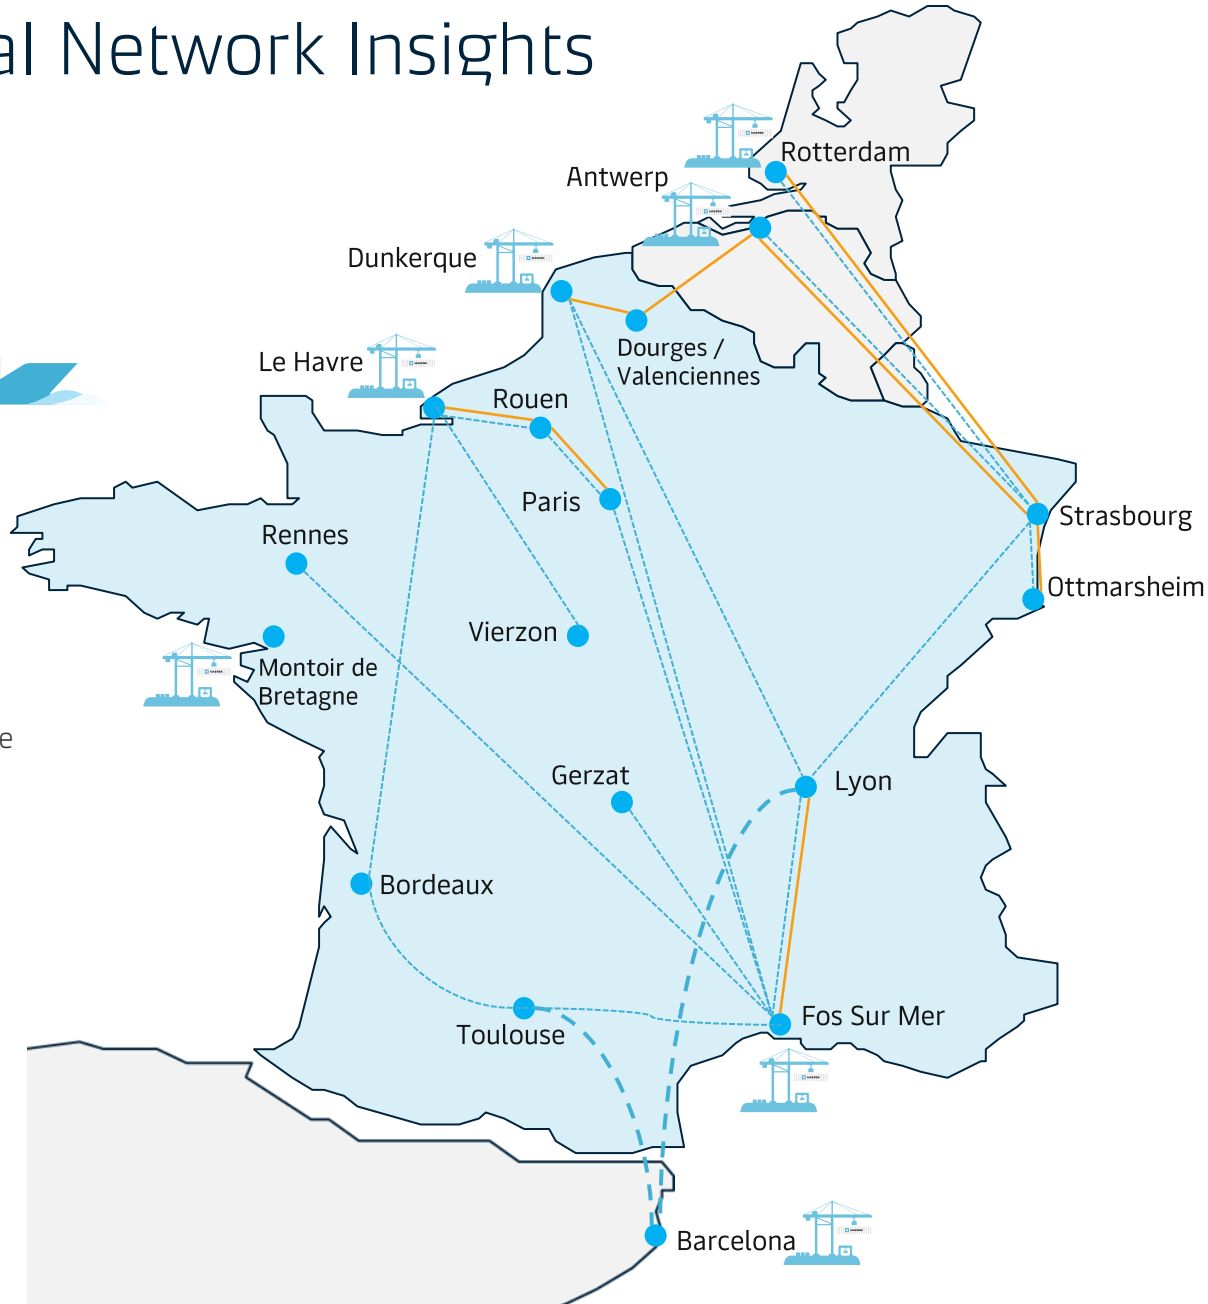 al Network Insights
Rotterdam
Antwerp
Dunkerque
Dourges /
Valenciennes
Le Havre
Rouen
Paris
Strasbourg
Rennes
Ottmarsheim
Vierzon
Montoir de
Bretagne
e
Gerzat
Lyon
Bordeaux
Fos Sur Mer
Toulouse
Barcelona